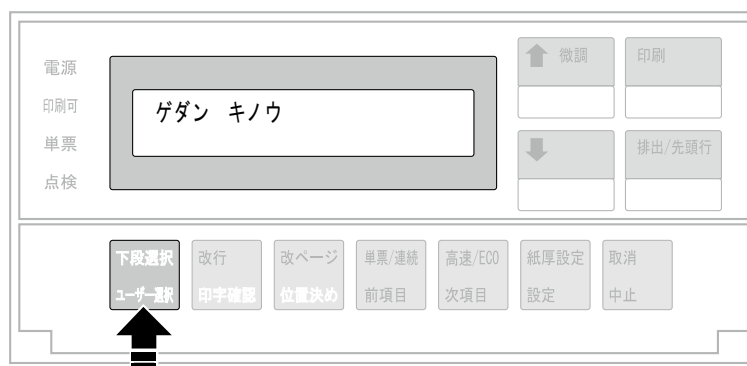 電源
印刷可
単票
点検
ゲダン キノウ
微調
印刷
排出/先頭行
下段選択
ユーザー選択
改行
印字確認
改ページ
位置決め
単票/連続
前項目
高速/ECO
次項目
紙厚設定
設定
取消
中止